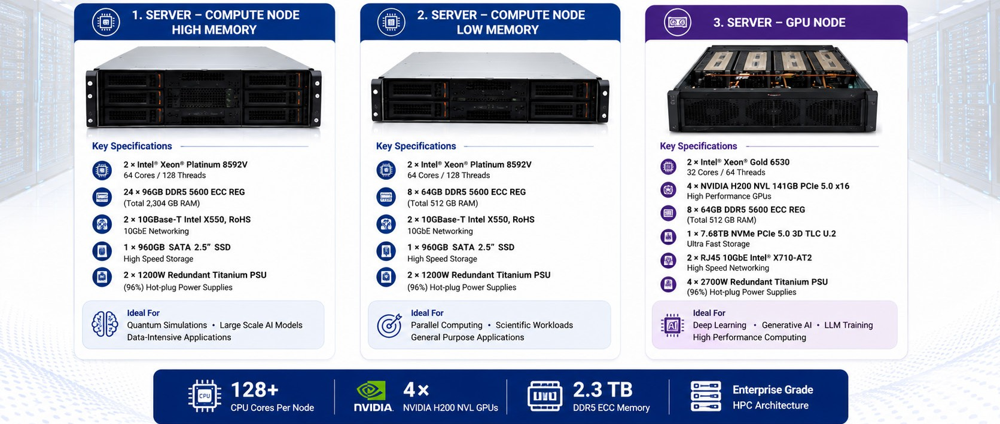 1. SERVER – COMPUTE NODE
HIGH MEMORY
Key Specifications
2 × Intel® Xeon® Platinum 8592V
64 Cores / 128 Threads
24 × 96GB DDR5 5600 ECC REG
(Total 2,304 GB RAM)
2 × 10GBase-T Intel X550, RoHS
10GbE Networking
1 × 960GB SATA 2.5” SSD
High Speed Storage
2 × 1200W Redundant Titanium PSU
(96%) Hot-plug Power Supplies
Ideal For
Quantum Simulations • Large Scale AI Models
Data-Intensive Applications
2. SERVER – COMPUTE NODE
LOW MEMORY
Key Specifications
2 × Intel® Xeon® Platinum 8592V
64 Cores / 128 Threads
8 × 64GB DDR5 5600 ECC REG
(Total 512 GB RAM)
2 × 10GBase-T Intel X550, RoHS
10GbE Networking
1 × 960GB SATA 2.5” SSD
High Speed Storage
2 × 1200W Redundant Titanium PSU
(96%) Hot-plug Power Supplies
Ideal For
Parallel Computing • Scientific Workloads
General Purpose Applications
3. SERVER – GPU NODE
Key Specifications
2 × Intel® Xeon® Gold 6530
32 Cores / 64 Threads
4 × NVIDIA H200 NVL 141GB PCIe 5.0 x16
High Performance GPUs
8 × 64GB DDR5 5600 ECC REG
(Total 512 GB RAM)
1 × 7.68TB NVMe PCIe 5.0 3D TLC U.2
Ultra Fast Storage
2 × RJ45 10GbE Intel® X710-AT2
High Speed Networking
4 × 2700W Redundant Titanium PSU
(96%) Hot-plug Power Supplies
AI
Ideal For
Deep Learning • Generative AI • LLM Training
High Performance Computing
CPU
128+
CPU Cores Per Node
NVIDIA
4×
NVIDIA H200 NVL GPUs
2.3 TB
DDR5 ECC Memory
Enterprise Grade
HPC Architecture